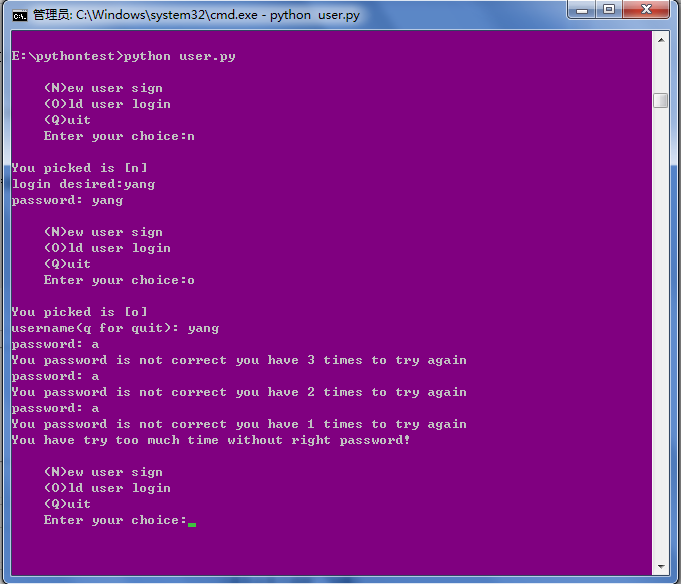 管理员: C:\Windows\system32\cmd.exe - python  user.py
E:\pythontest>python user.py
(N)ew user sign
(O)ld user login
(Q)uit
Enter your choice:n
You picked is [n]
login desired:yang
password: yang
(N)ew user sign
(O)ld user login
(Q)uit
Enter your choice:o
You picked is [o]
username(q for quit): yang
password: a
You password is not correct you have 3 times to try again
password: a
You password is not correct you have 2 times to try again
password: a
You password is not correct you have 1 times to try again
You have try too much time without right password!
(N)ew user sign
(O)ld user login
(Q)uit
Enter your choice: